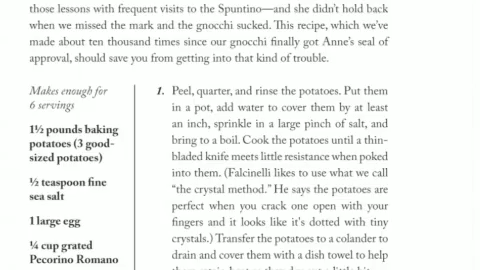 those lessons with frequent visits to the Spuntino—and she didn't hold back
when we missed the mark and the gnocchi sucked. This recipe, which we've
made about ten thousand times since our gnocchi finally got Anne's seal of
approval, should save you from getting into that kind of trouble.
Makes enough for
6 servings
1½ pounds baking
potatoes (3 good-
sized potatoes)
½ teaspoon fine
sea salt
1 large egg
¼ cup grated
Pecorino Romano
1. Peel, quarter, and rinse the potatoes. Put them
in a pot, add water to cover them by at least
an inch, sprinkle in a large pinch of salt, and
bring to a boil. Cook the potatoes until a thin-
bladed knife meets little resistance when poked
into them. (Falcinelli likes to use what we call
"the crystal method." He says the potatoes are
perfect when you crack one open with your
fingers and it looks like it's dotted with tiny
crystals.) Transfer the potatoes to a colander to
drain and cover them with a dish towel to help